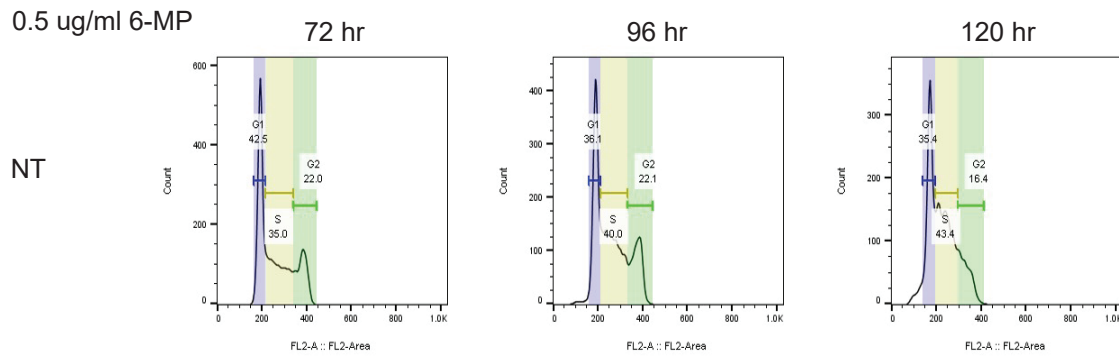 0.5 ug/ml 6-MP
72 hr
96 hr
120 hr
NT
600
400
200
0
Count
G1
42.5
S
35.0
G2
22.0
0
200
400
600
800
1.0K
FL2-A :: FL2-Area
400
300
200
100
0
Count
G1
36.1
S
40.0
G2
22.1
0
200
400
600
800
1.0K
FL2-A :: FL2-Area
300
200
100
0
Count
G1
35.4
S
43.4
G2
16.4
0
200
400
600
800
1.0K
FL2-A :: FL2-Area